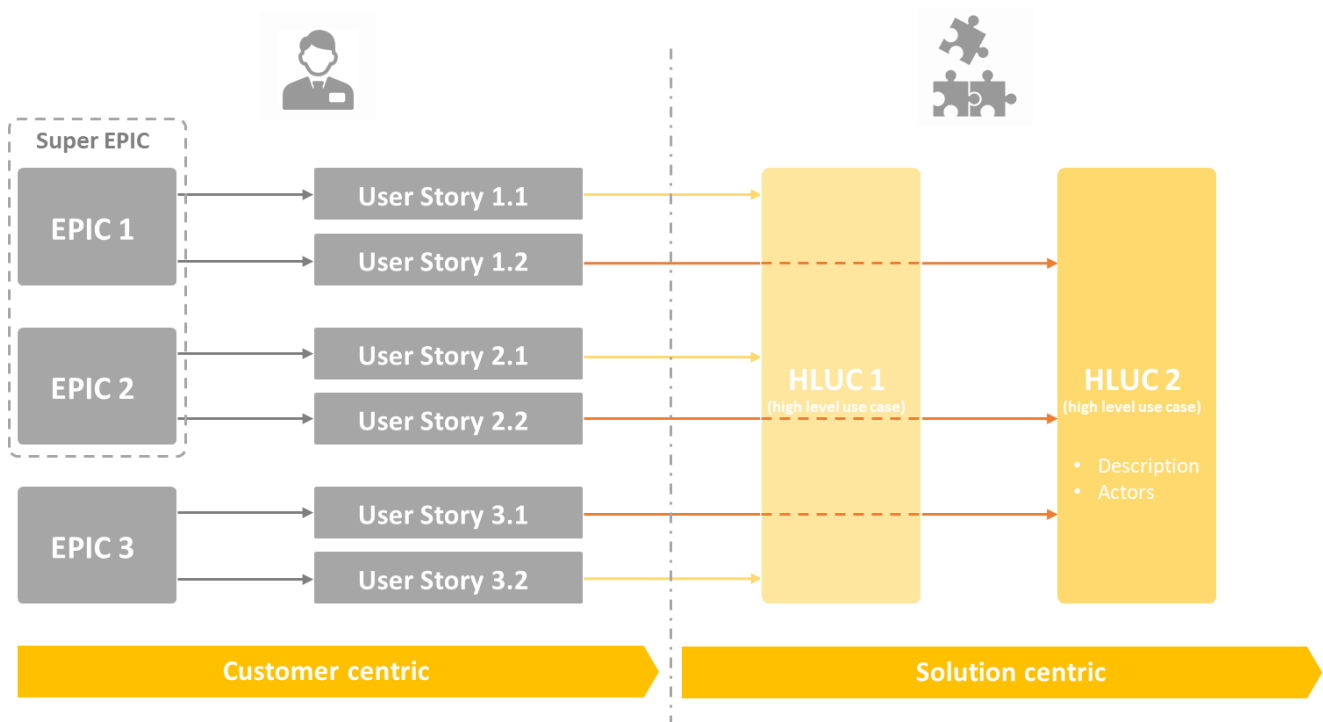 Super EPIC
EPIC 1
User Story 1.1
User Story 1.2
EPIC 2
User Story 2.1
User Story 2.2
EPIC 3
User Story 3.1
User Story 3.2
HLUC 1
(high level use case)
HLUC 2
(high level use case)
• Description
• Actors
Customer centric
Solution centric